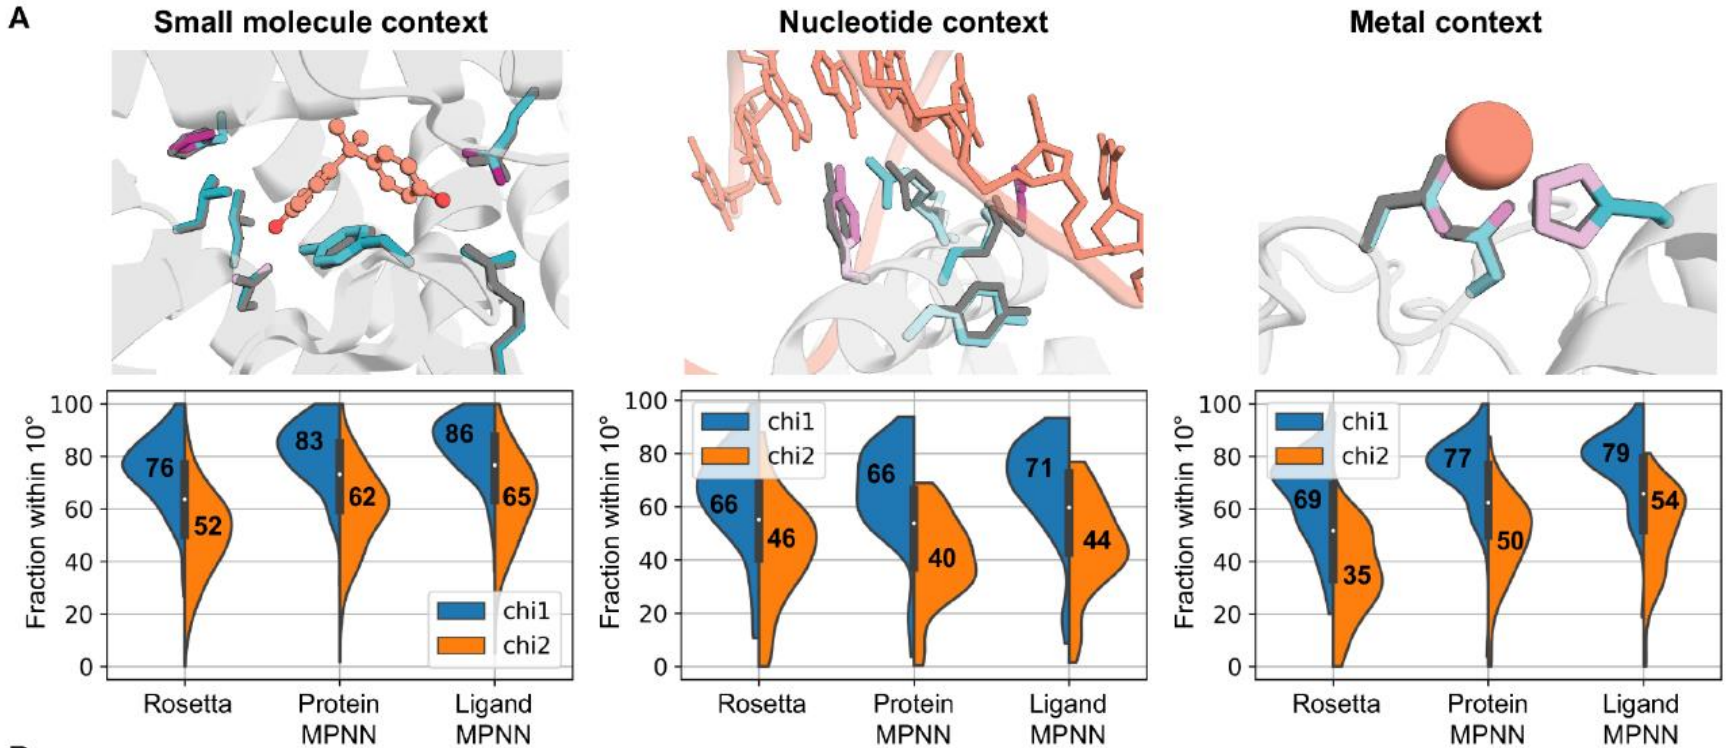 A
Small molecule context
Nucleotide context
Metal context
Fraction within 10°
100
80
60
40
20
0
76
52
83
62
86
65
chi1
chi2
Rosetta
Protein
MPNN
Ligand
MPNN
Fraction within 10°
100
80
60
40
20
0
chi1
chi2
66
46
66
40
71
44
Rosetta
Protein
MPNN
Ligand
MPNN
Fraction within 10°
100
80
60
40
20
0
chi1
chi2
69
35
77
50
79
54
Rosetta
Protein
MPNN
Ligand
MPNN